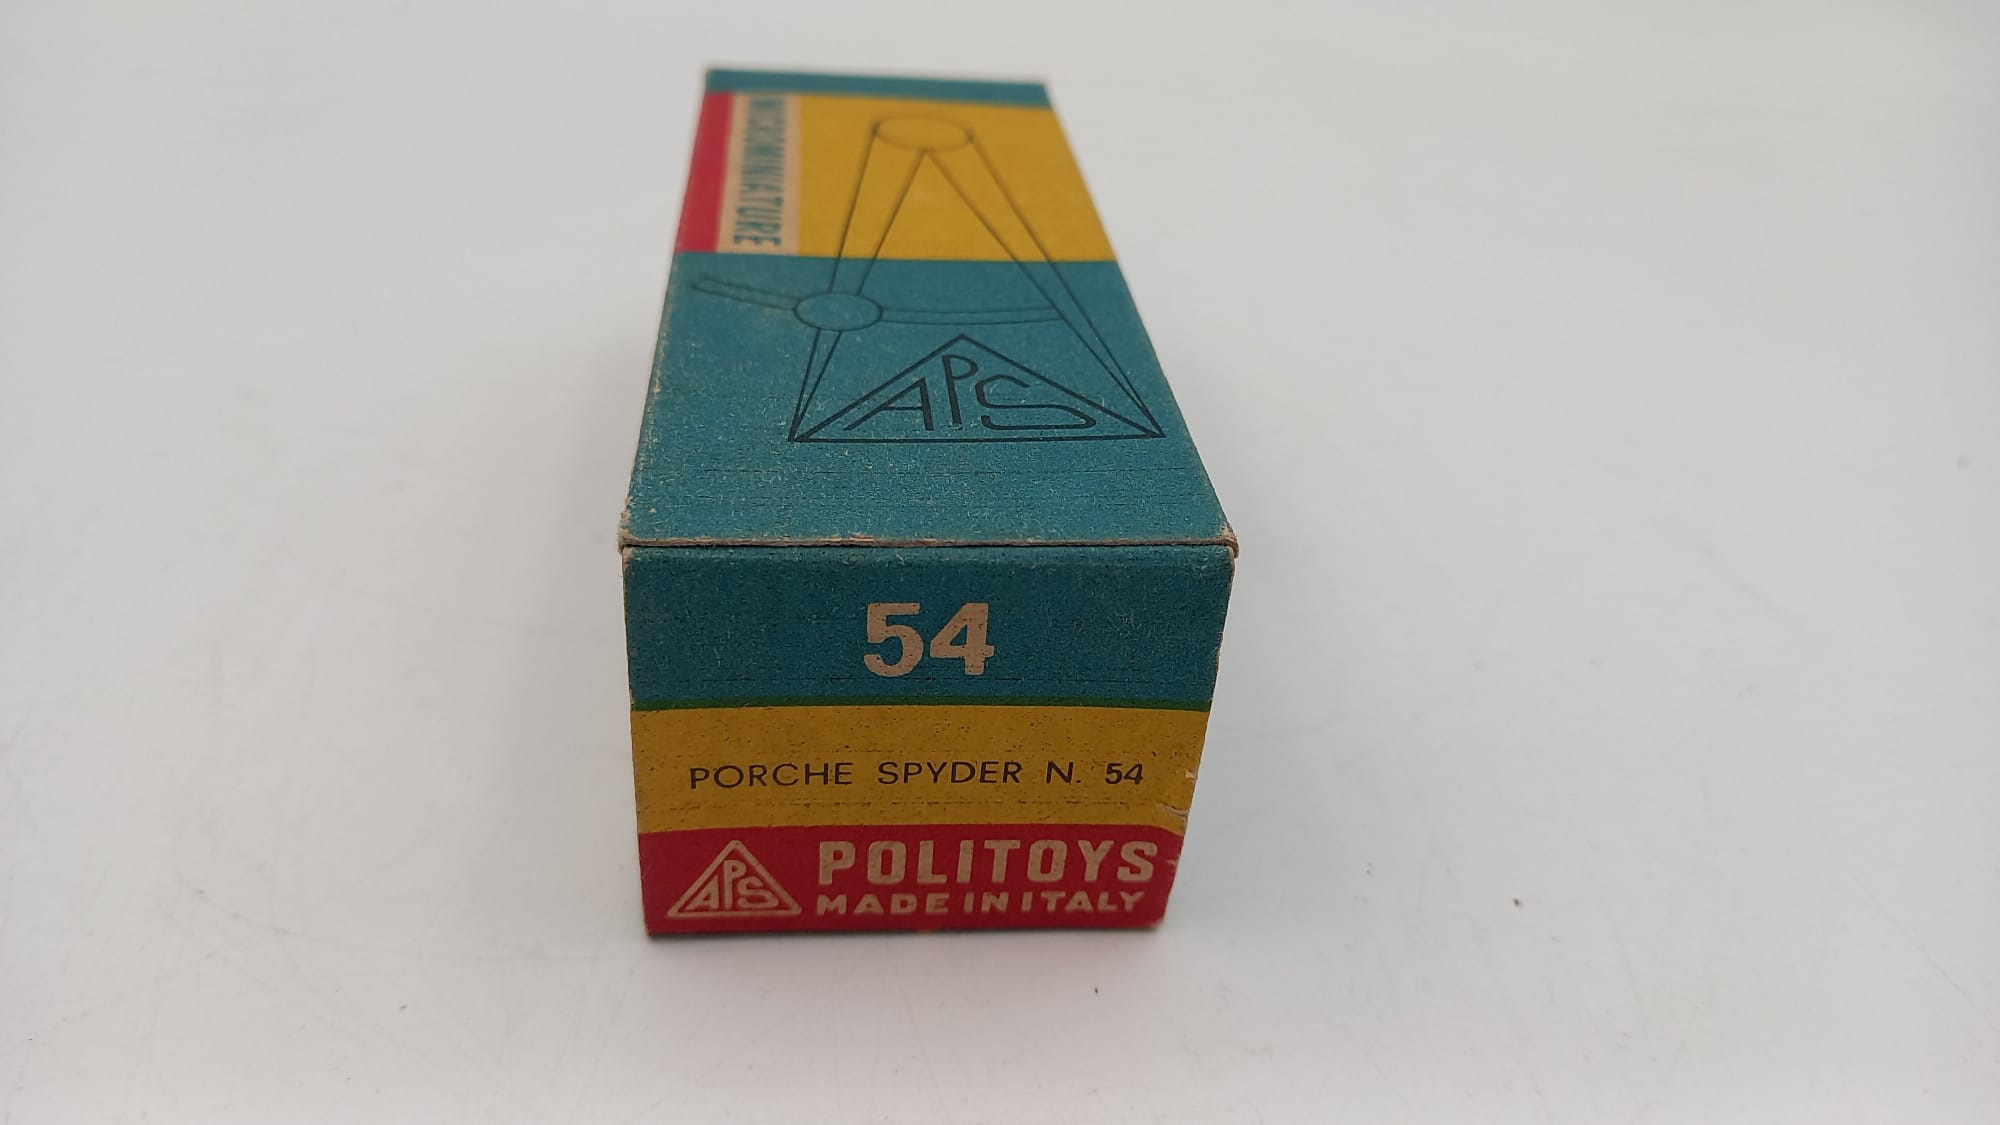 MICROMINIATURE
APS
54
PORCHE SPYDER N. 54
APS POLITOYS
MADE IN ITALY